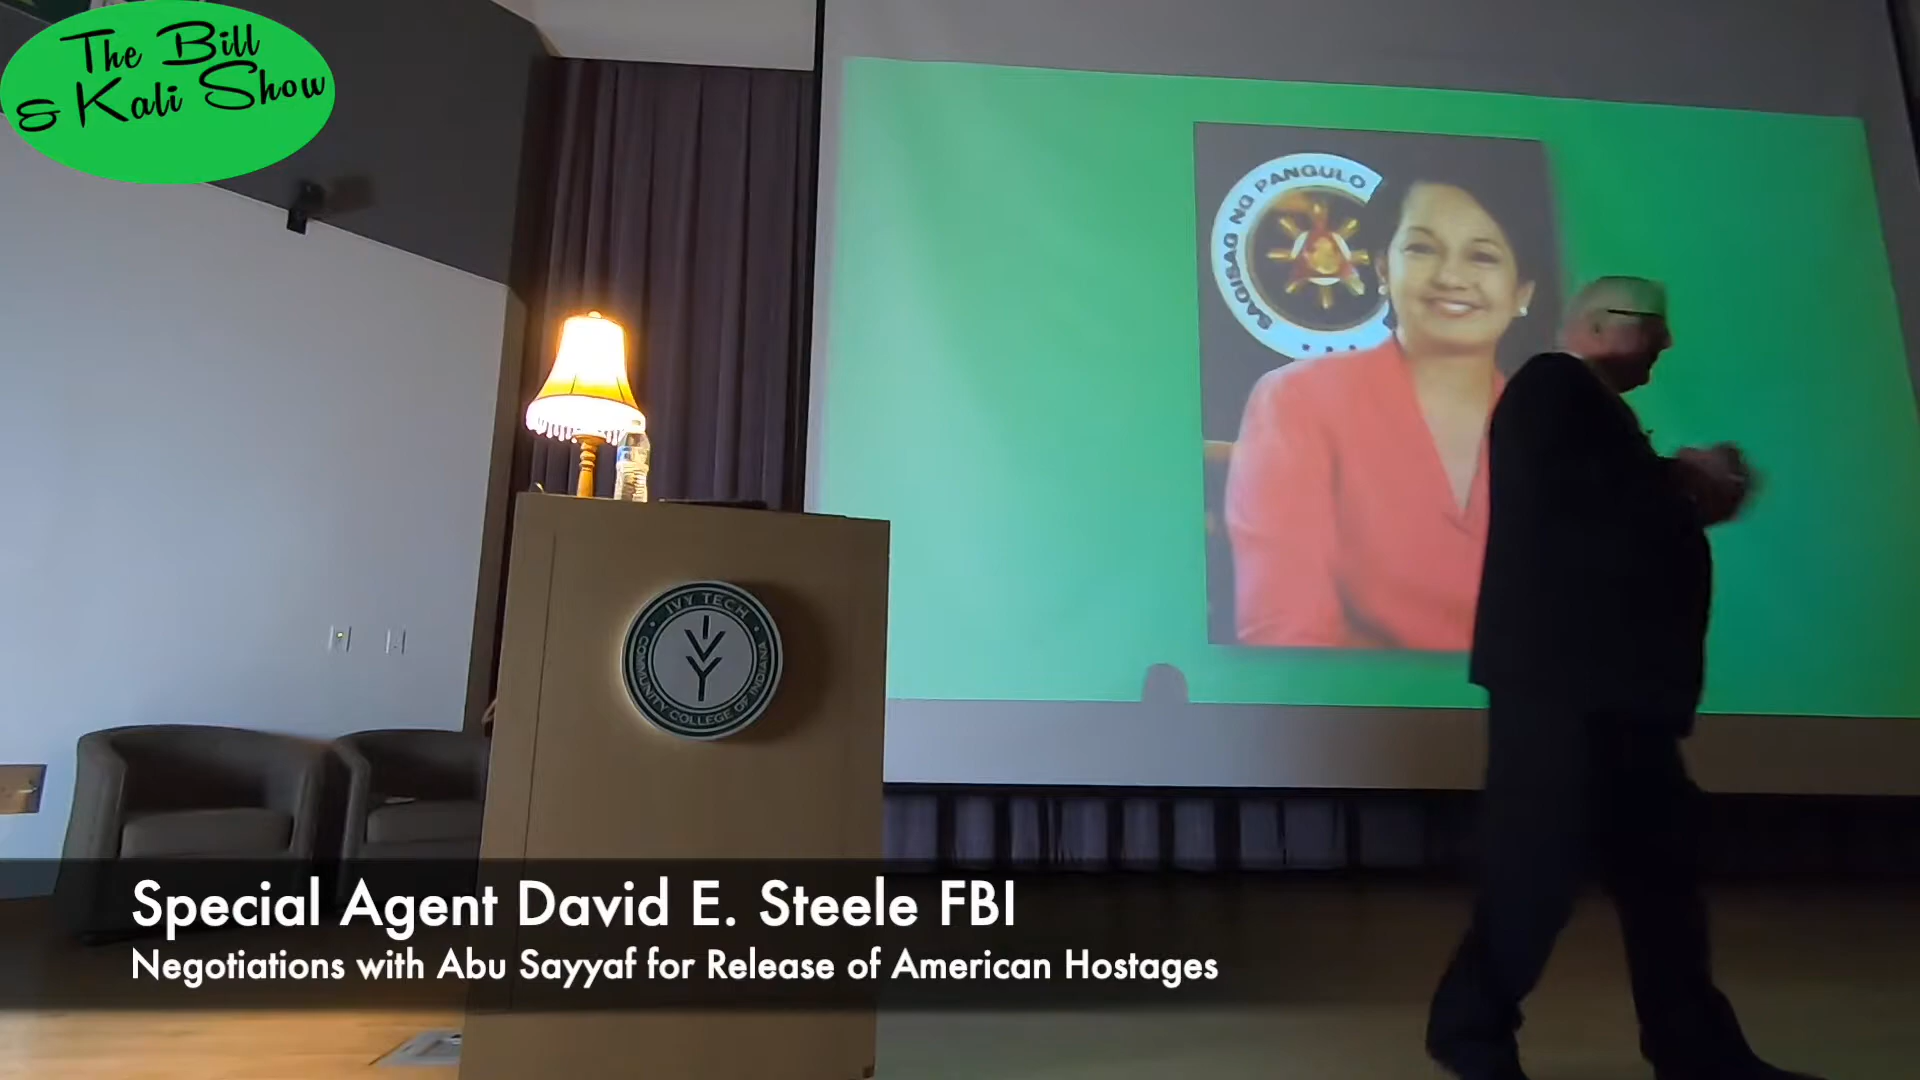 The Bill
& Kali Show
SAGISAG NG PANGULO
IVY TECH
COMMUNITY COLLEGE OF INDIANA
IVY
Special Agent David E. Steele FBI
Negotiations with Abu Sayyaf for Release of American Hostages